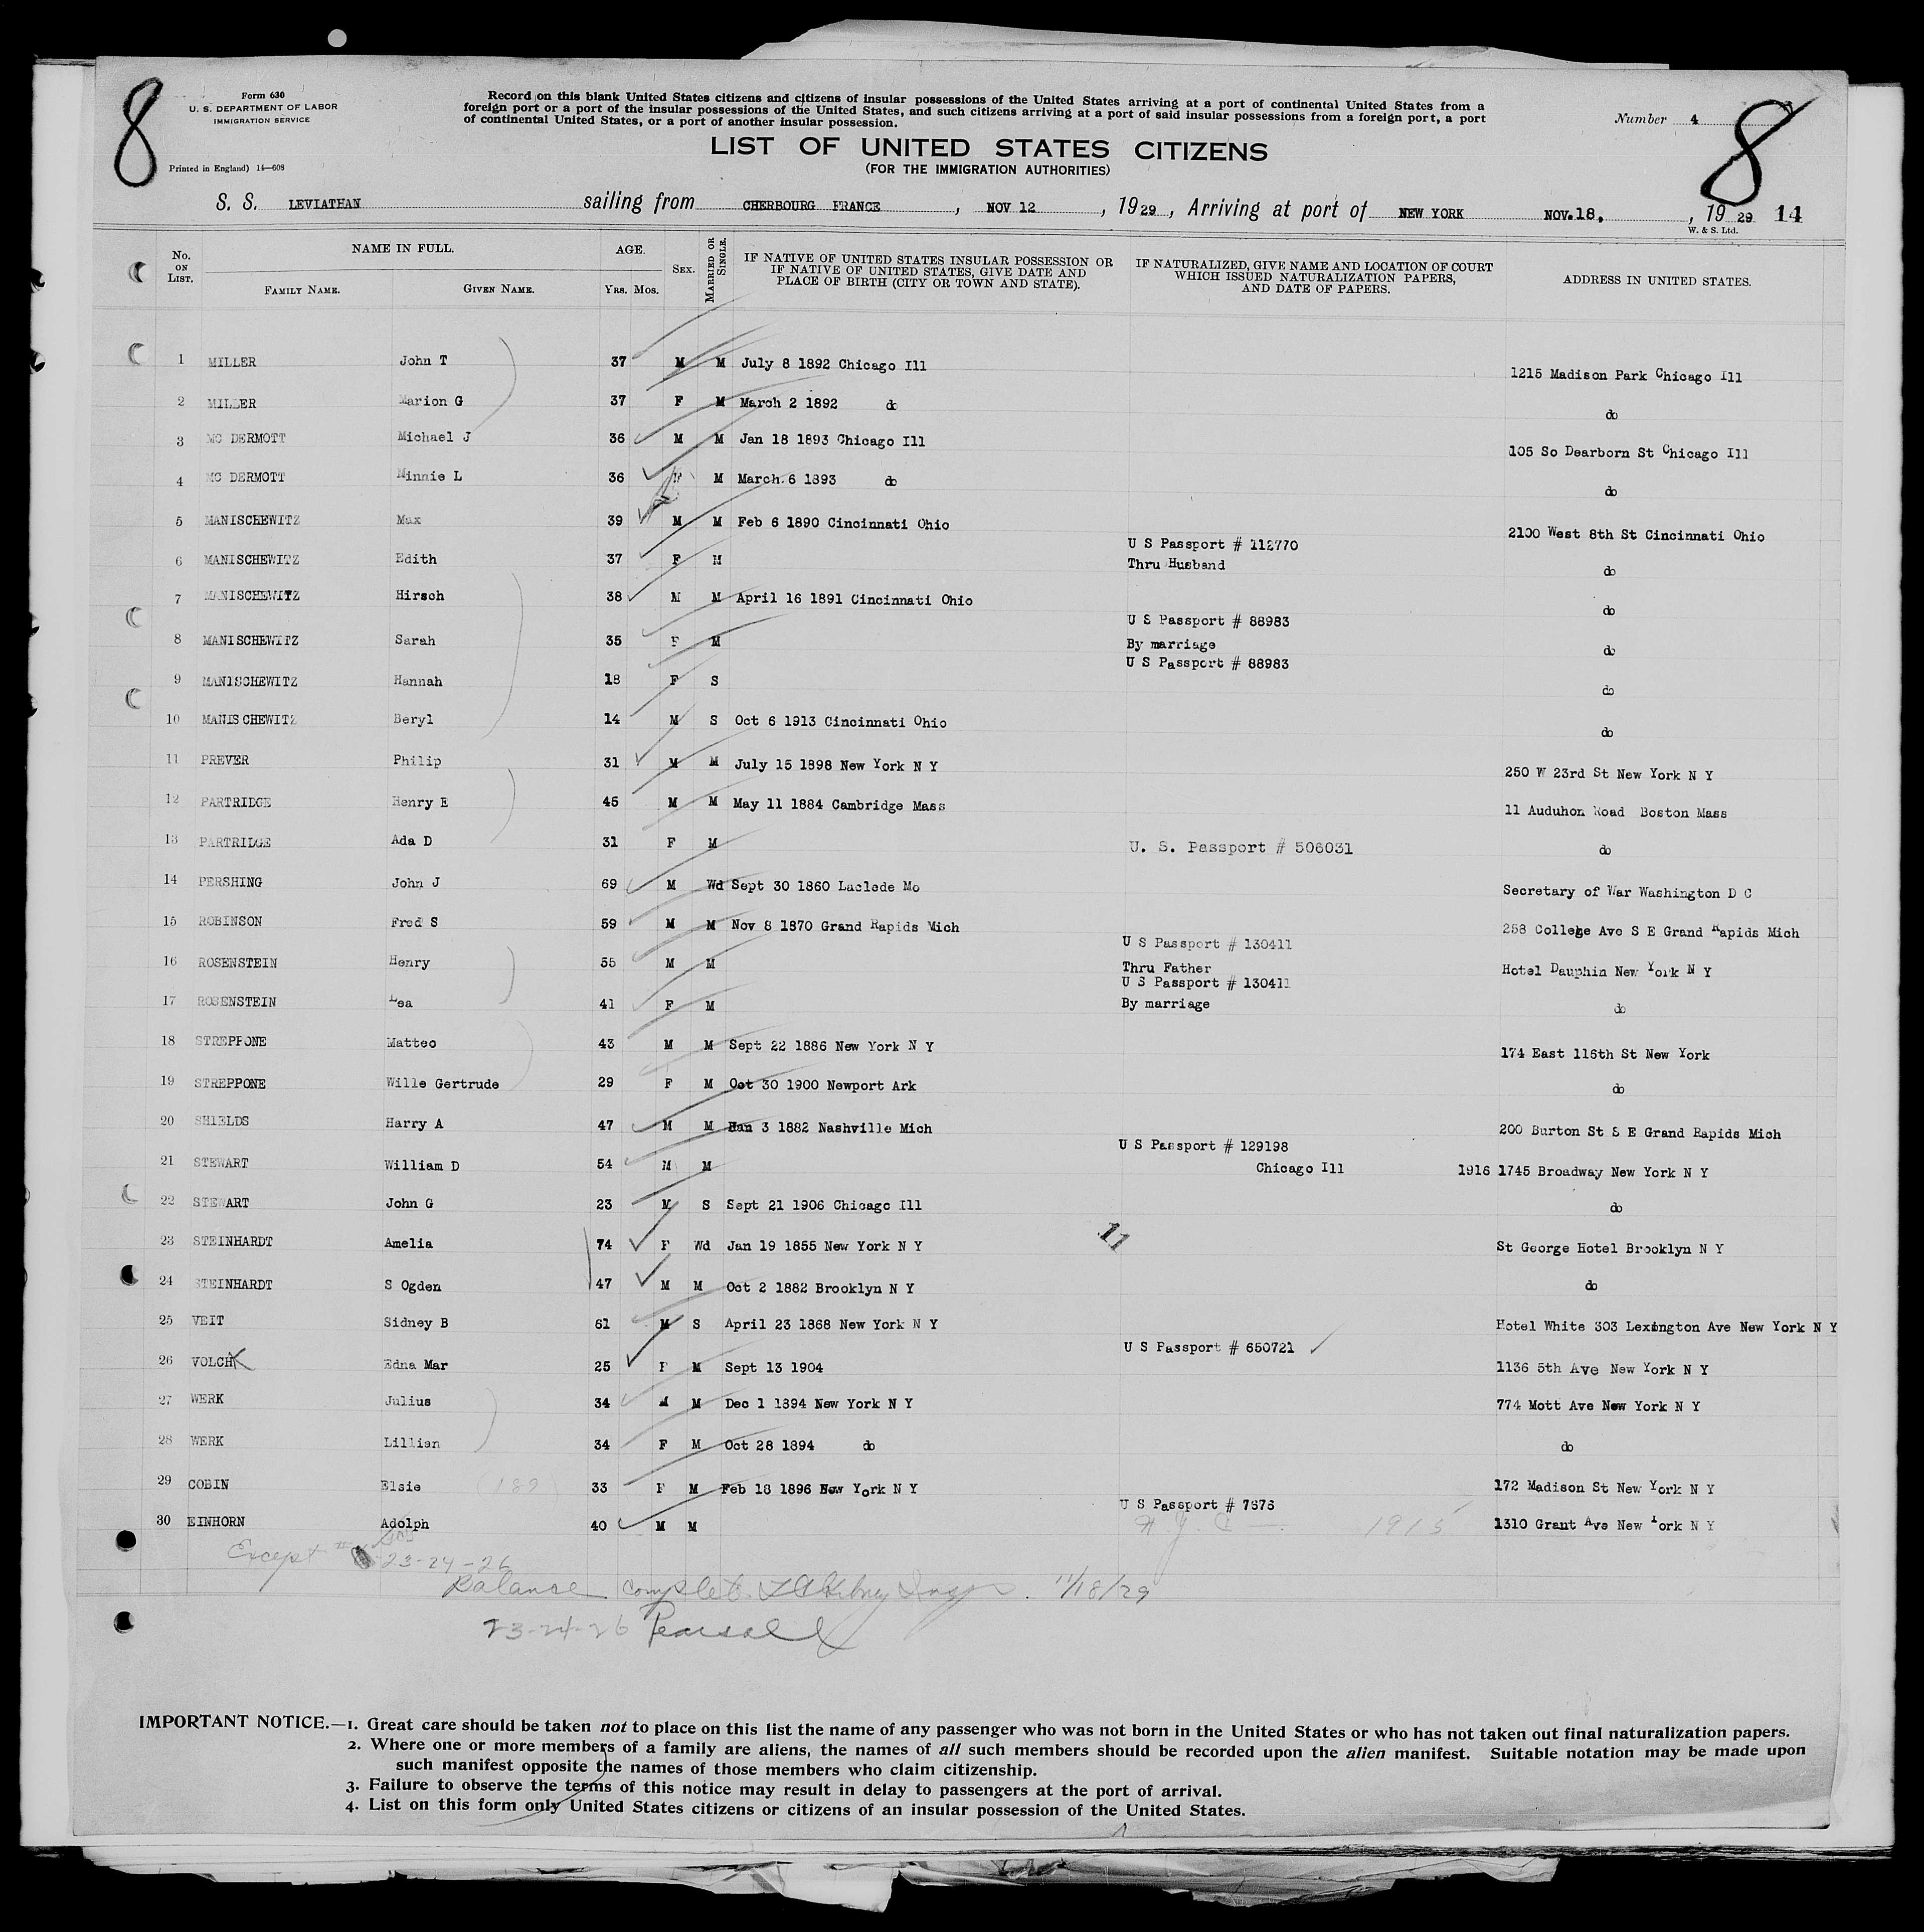 8
Form 630
U. S. DEPARTMENT OF LABOR
IMMIGRATION SERVICE
Printed in England) 14—608
Record on this blank United States citizens and citizens of insular possessions of the United States arriving at a port of continental United States from a
foreign port or a port of the insular possessions of the United States, and such citizens arriving at a port of said insular possessions from a foreign port, a port
of continental United States, or a port of another insular possession.
Number 4
8
LIST OF UNITED STATES CITIZENS
(FOR THE IMMIGRATION AUTHORITIES)
S. S. LEVIATHAN sailing from CHERBOURG FRANCE, NOV 12, 1929, Arriving at port of NEW YORK NOV.18., 1929 14
W. & S. Ltd.
No. ON LIST. NAME IN FULL. FAMILY NAME. GIVEN NAME. AGE. YRS. MOS. SEX. MARRIED OR SINGLE. IF NATIVE OF UNITED STATES INSULAR POSSESSION OR IF NATIVE OF UNITED STATES, GIVE DATE AND PLACE OF BIRTH (CITY OR TOWN AND STATE). IF NATURALIZED, GIVE NAME AND LOCATION OF COURT WHICH ISSUED NATURALIZATION PAPERS, AND DATE OF PAPERS. ADDRESS IN UNITED STATES.
1 MILLER John T 37 M M July 8 1892 Chicago Ill 1215 Madison Park Chicago Ill
2 MILLER Marion G 37 F M March 2 1892 do do
3 MC DERMOTT Michael J 36 M M Jan 18 1893 Chicago Ill 105 So Dearborn St Chicago Ill
4 MC DERMOTT Minnie L 36 M March.6 1893 do do
5 MANISCHEWITZ Max 39 M M Feb 6 1890 Cincinnati Ohio 2100 West 8th St Cincinnati Ohio
U S Passport # 112770
6 MANISCHEWITZ Edith 37 F M Thru Husband do
7 MANISCHEWITZ Hirsch 38 M M April 16 1891 Cincinnati Ohio do
U S Passport # 88983
8 MANISCHEWITZ Sarah 35 F M By marriage do
U S Passport # 88983
9 MANISCHEWITZ Hannah 18 F S do
10 MANISCHEWITZ Beryl 14 M S Oct 6 1913 Cincinnati Ohio do
11 PREVER Philip 31 M M July 15 1898 New York N Y 250 W 23rd St New York N Y
12 PARTRIDGE Henry E 45 M M May 11 1884 Cambridge Mass 11 Auduhon Road Boston Mass
13 PARTRIDGE Ada D 31 F M U. S. Passport # 506031 do
14 PERSHING John J 69 M Wd Sept 30 1860 Laclede Mo Secretary of War Washington D C
15 ROBINSON Fred S 59 M M Nov 8 1870 Grand Rapids Mich 258 College Ave S E Grand Rapids Mich
U S Passport # 130411
16 ROSENSTEIN Henry 55 M M Thru Father Hotel Dauphin New York N Y
U S Passport # 130411
17 ROSENSTEIN Lea 41 F M By marriage do
18 STREPPONE Matteo 43 M M Sept 22 1886 New York N Y 174 East 116th St New York
19 STREPPONE Wille Gertrude 29 F M Oct 30 1900 Newport Ark do
20 SHIELDS Harry A 47 M M Jan 3 1882 Nashville Mich 200 Burton St S E Grand Rapids Mich
U S Passport # 129198
21 STEWART William D 54 M M Chicago Ill 1916 1745 Broadway New York N Y
22 STEWART John G 23 M S Sept 21 1906 Chicago Ill do
23 STEINHARDT Amelia 74 F Wd Jan 19 1855 New York N Y 11 St George Hotel Brooklyn N Y
24 STEINHARDT S Ogden 47 M M Oct 2 1882 Brooklyn N Y do
25 VEIT Sidney B 61 M S April 23 1868 New York N Y Hotel White 303 Lexington Ave New York N Y
U S Passport # 650721
26 VOLCK Edna Mar 25 F M Sept 13 1904 1136 5th Ave New York N Y
27 WERK Julius 34 M M Dec 1 1894 New York N Y 774 Mott Ave New York N Y
28 WERK Lillian 34 F M Oct 28 1894 do do
29 COBIN Elsie (189 ) 33 F M Feb 18 1896 New York N Y 172 Madison St New York N Y
U S Passport # 7676
30 EINHORN Adolph 40 M M N. Y. C 1915 1310 Grant Ave New York N Y
Except # 23-24-26
Balance complete 11/18/29
23-24-26 Pearsall
IMPORTANT NOTICE.—1. Great care should be taken not to place on this list the name of any passenger who was not born in the United States or who has not taken out final naturalization papers.
2. Where one or more members of a family are aliens, the names of all such members should be recorded upon the alien manifest. Suitable notation may be made upon
such manifest opposite the names of those members who claim citizenship.
3. Failure to observe the terms of this notice may result in delay to passengers at the port of arrival.
4. List on this form only United States citizens or citizens of an insular possession of the United States.